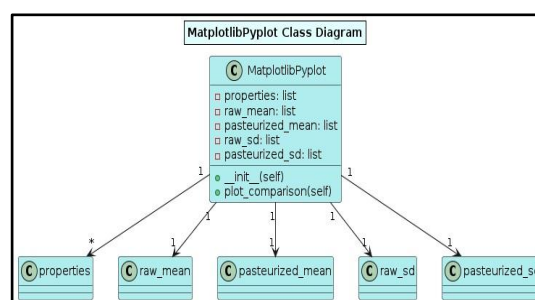 MatplotlibPyplot Class Diagram
C MatplotlibPyplot
properties: list
raw_mean: list
pasteurized_mean: list
raw_sd: list
pasteurized_sd: list
__init__(self)
plot_comparison(self)
1 1 1 1 1
* 1 1 1 1
C properties C raw_mean C pasteurized_mean C raw_sd C